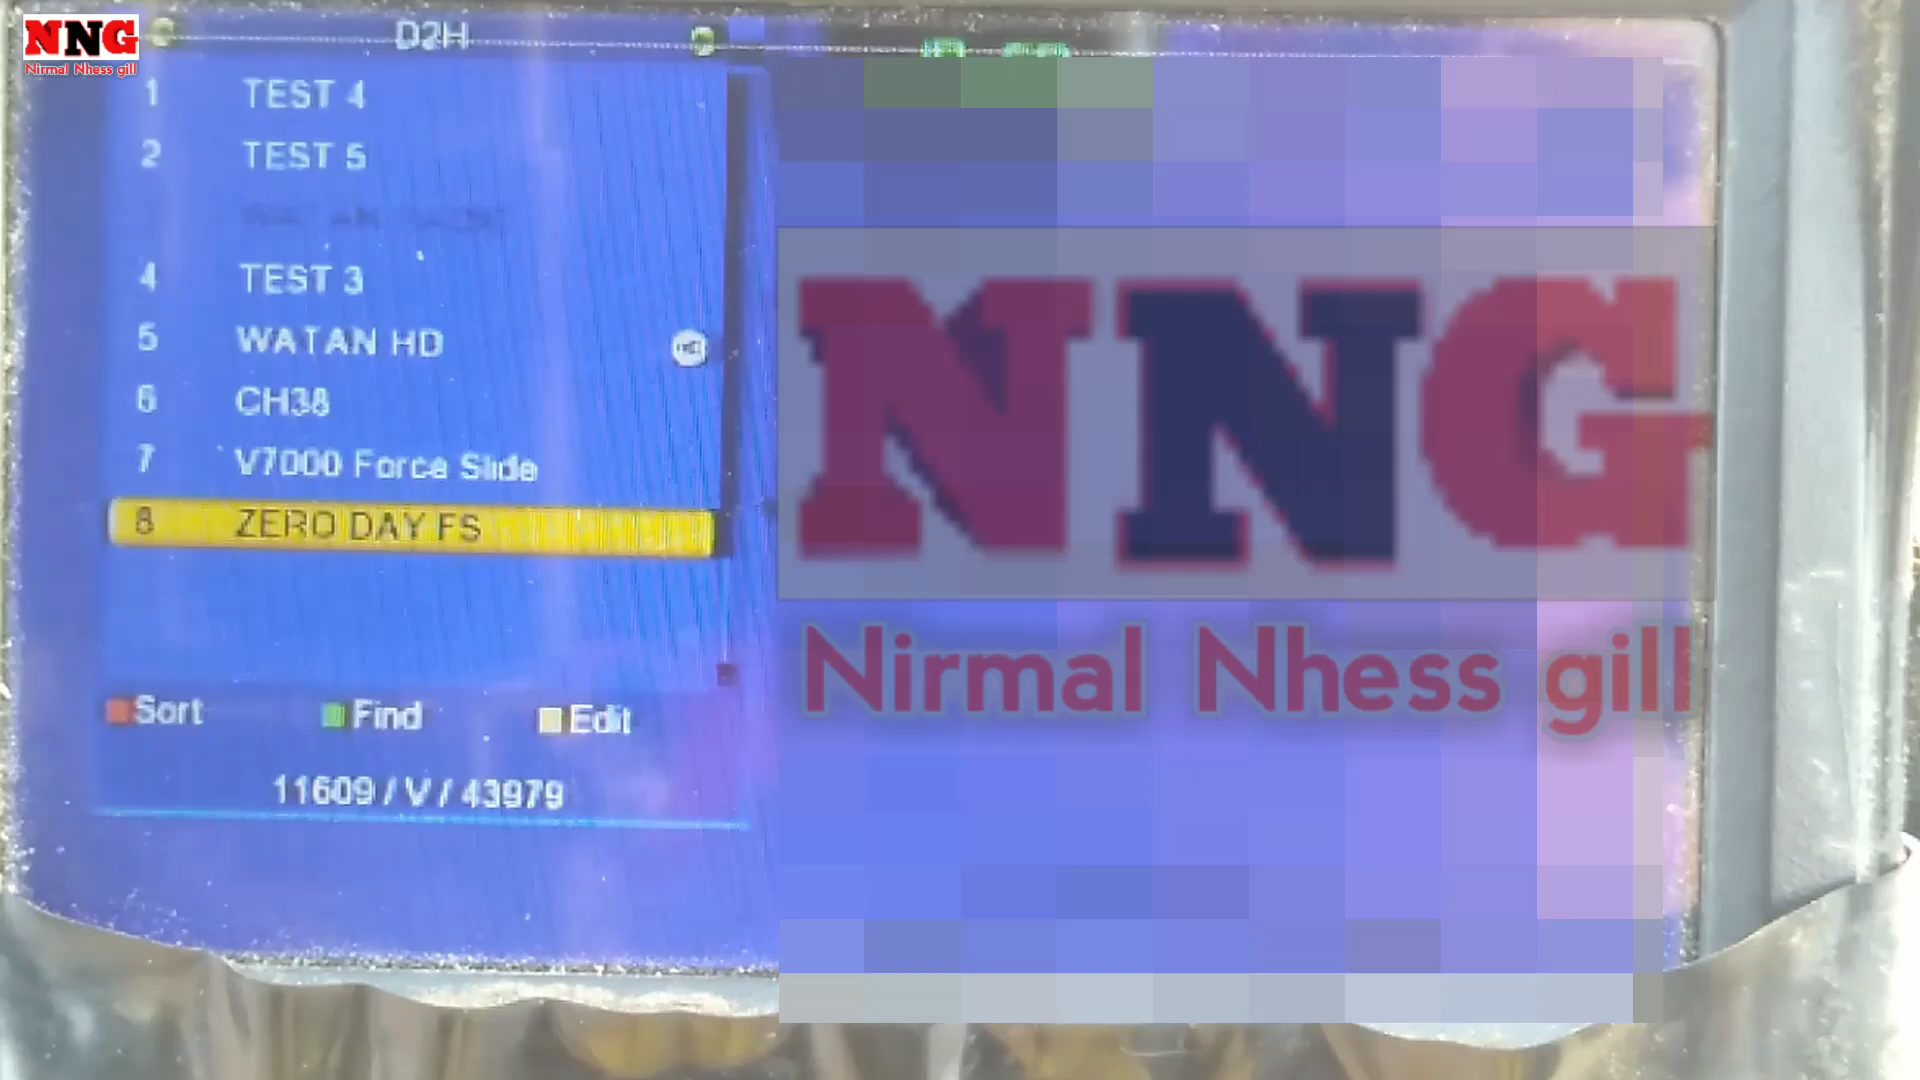 NNG
Nirmal Nhess gill
D2H
1 TEST 4
2 TEST 5
4 TEST 3
5 WATAN HD
6 CH38
7 V7000 Force Slide
8 ZERO DAY FS
Sort Find Edit
11609 / V / 43979
NNG
Nirmal Nhess gill